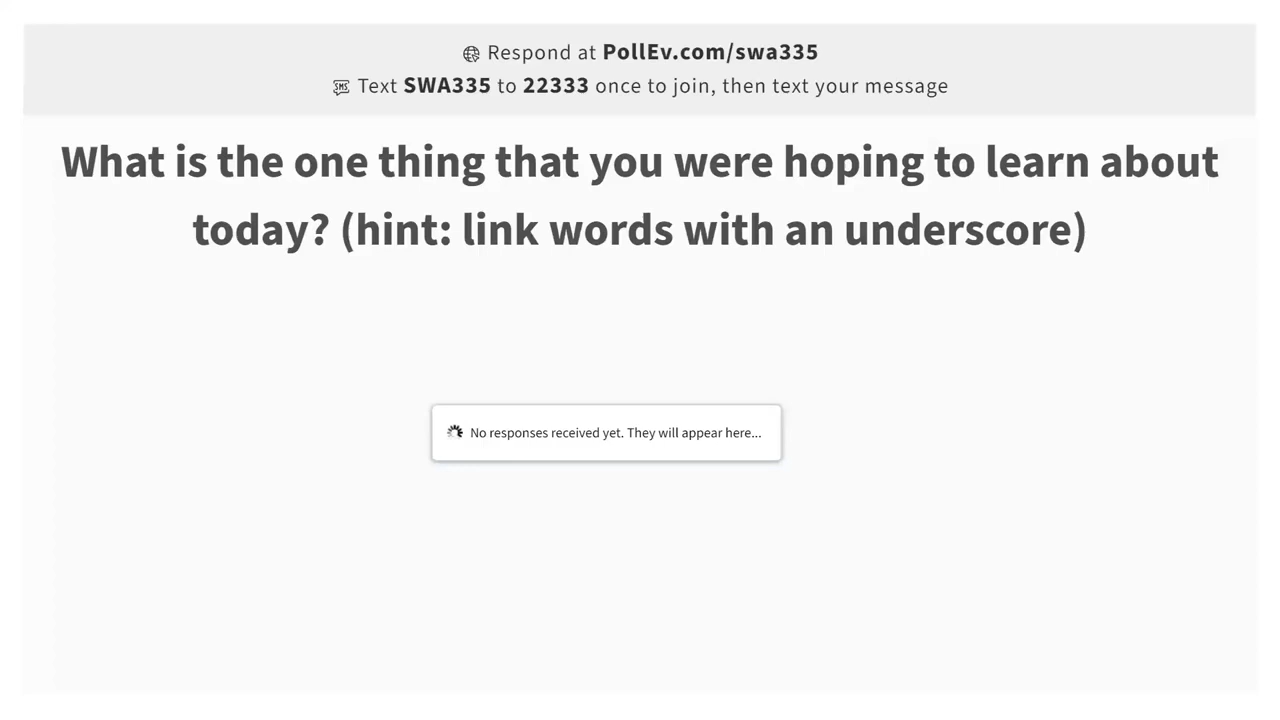 Respond at PollEv.com/swa335
SMS Text SWA335 to 22333 once to join, then text your message
What is the one thing that you were hoping to learn about
today? (hint: link words with an underscore)
No responses received yet. They will appear here...